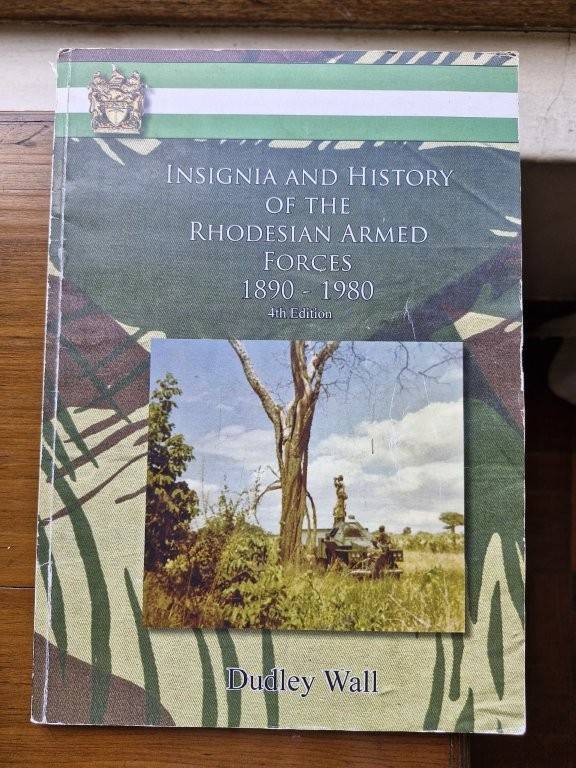 INSIGNIA AND HISTORY
OF THE
RHODESIAN ARMED
FORCES
1890 - 1980
4th Edition
Dudley Wall